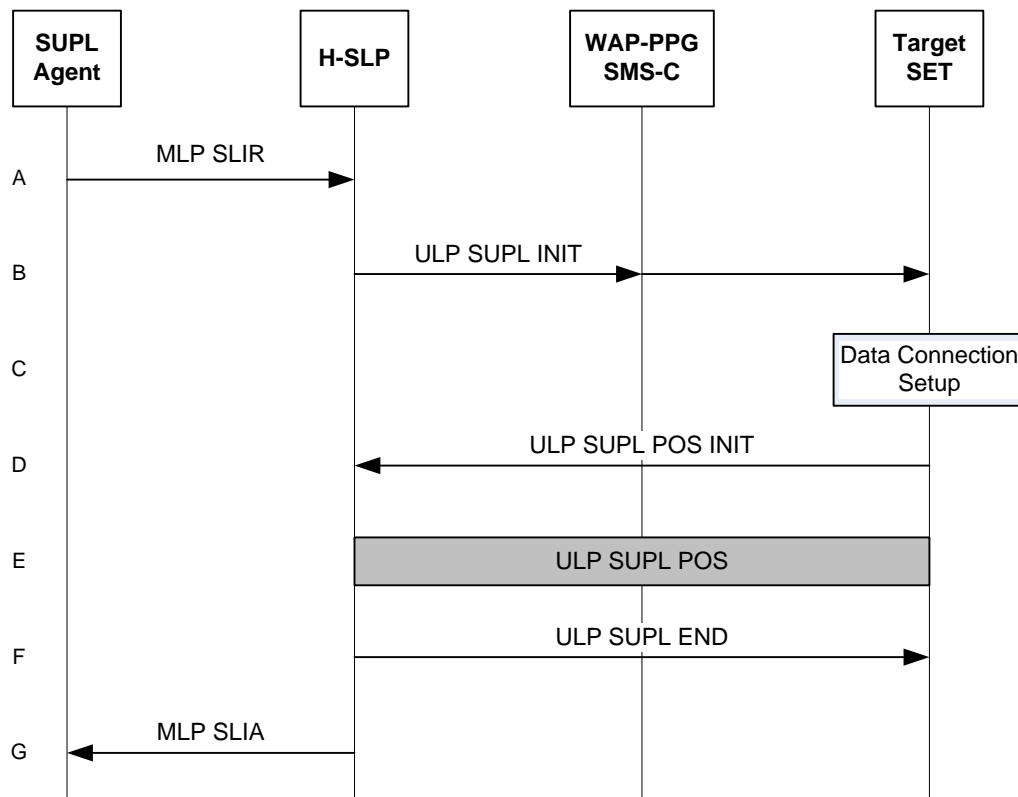 SUPL
Agent
H-SLP
WAP-PPG
SMS-C
Target
SET
A
MLP SLIR
B
ULP SUPL INIT
C
Data Connection
Setup
D
ULP SUPL POS INIT
E
ULP SUPL POS
F
ULP SUPL END
G
MLP SLIA